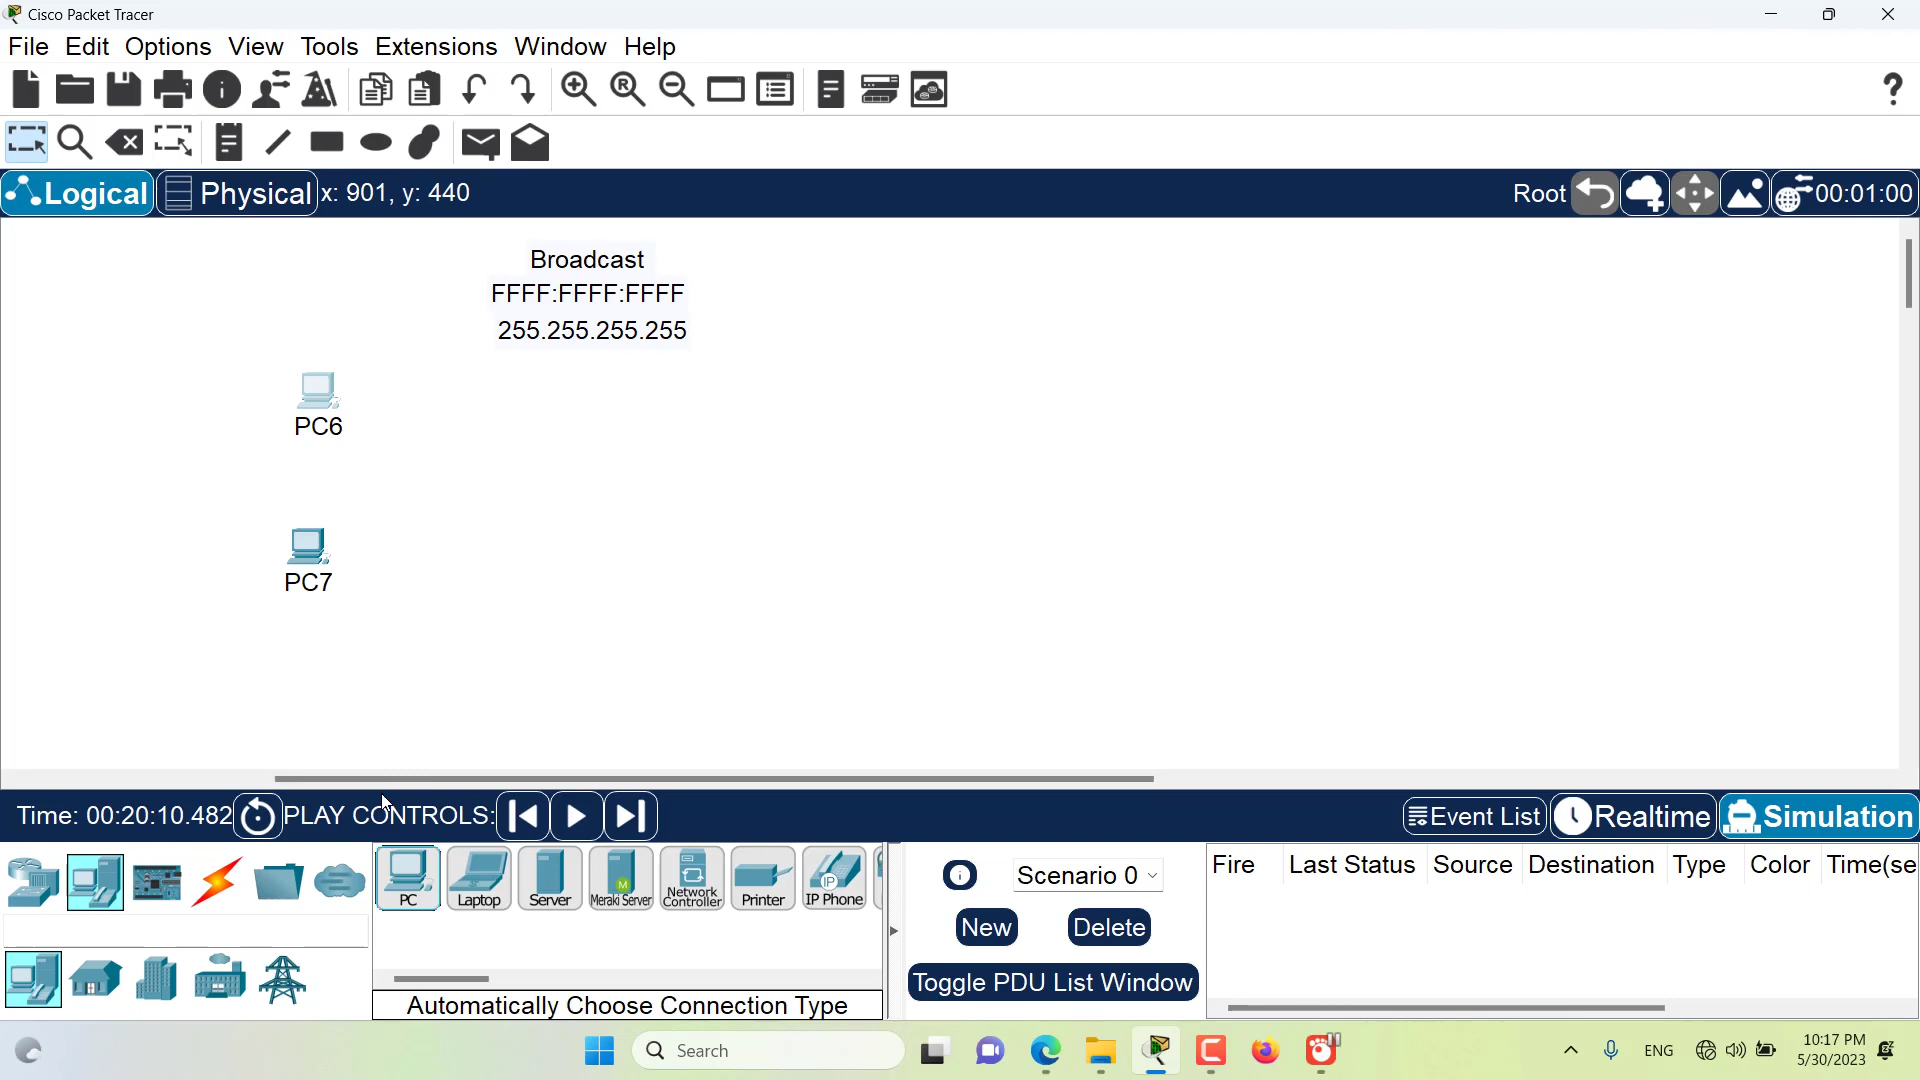 Cisco Packet Tracer
File Edit Options View Tools Extensions Window Help
Logical Physical x: 901, y: 440 Root 00:01:00
Broadcast
FFFF:FFFF:FFFF
255.255.255.255
PC6
PC7
Time: 00:20:10.482 PLAY CONTROLS: Event List Realtime Simulation
PC Laptop Server Meraki Server Network Controller Printer IP Phone
Automatically Choose Connection Type
Scenario 0
New Delete
Toggle PDU List Window
Fire Last Status Source Destination Type Color Time(se
Search
ENG
10:17 PM
5/30/2023